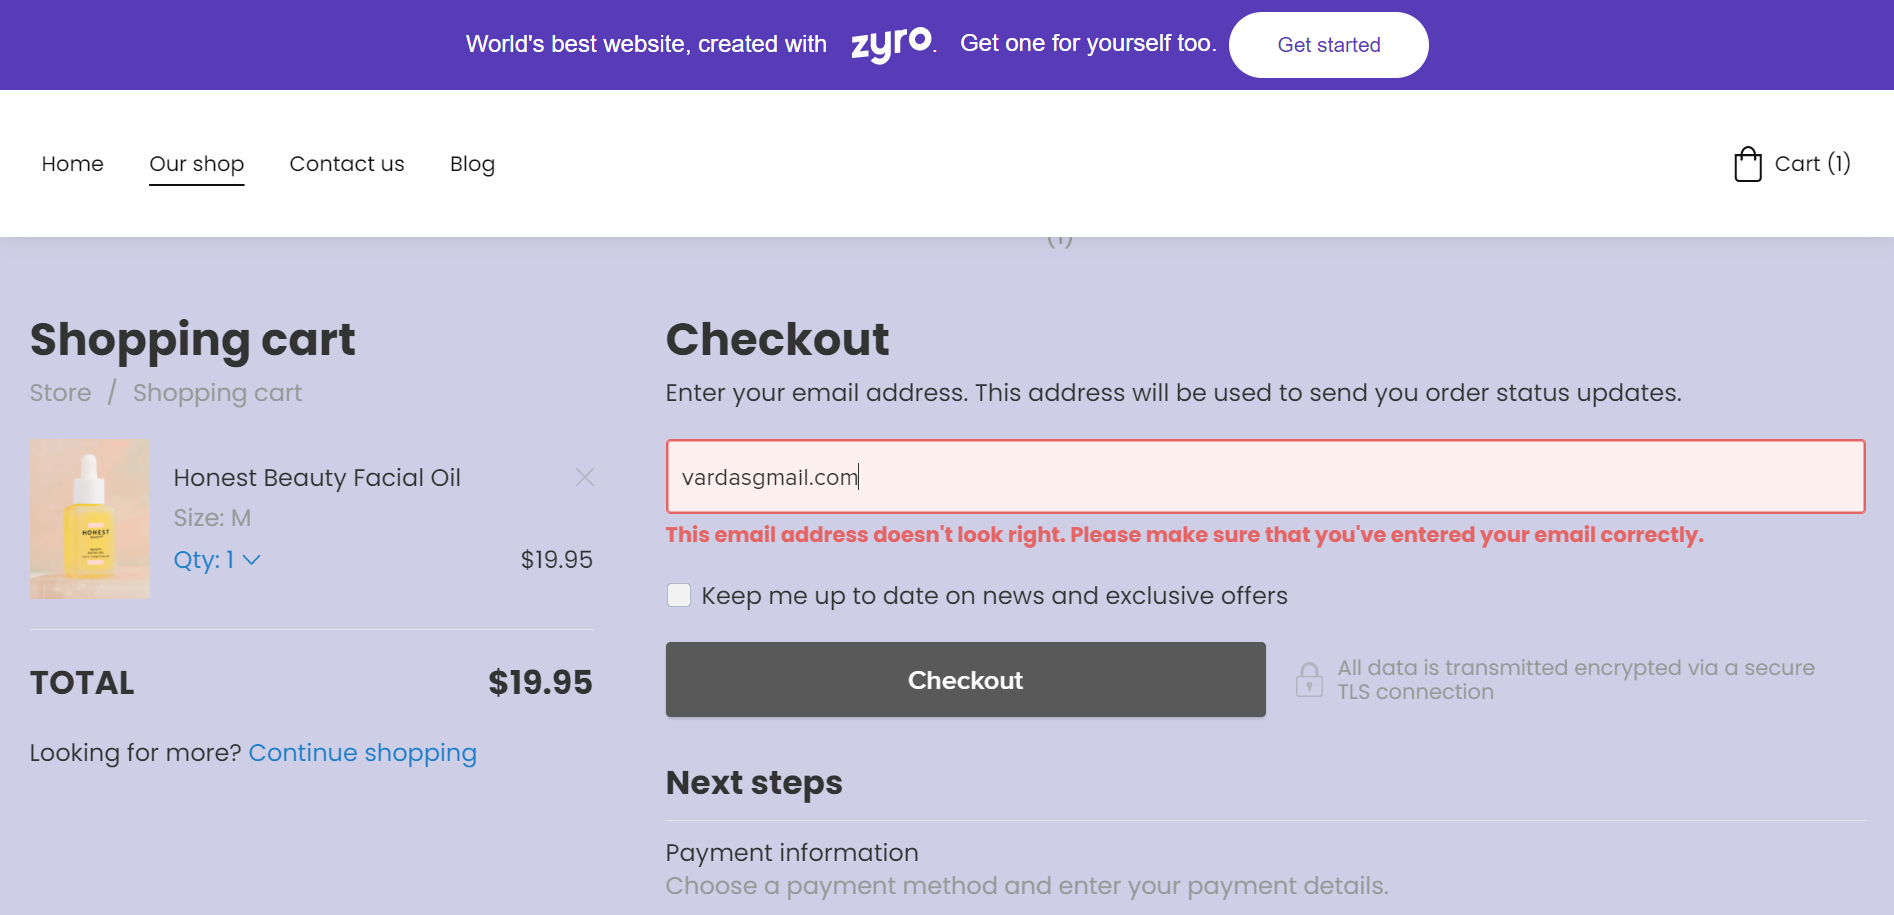 World's best website, created with zyro. Get one for yourself too. Get started
Home Our shop Contact us Blog Cart (1)
(1)
Shopping cart
Store / Shopping cart
HONEST
Honest Beauty Facial Oil
Size: M
Qty: 1 $19.95
TOTAL $19.95
Looking for more? Continue shopping
Checkout
Enter your email address. This address will be used to send you order status updates.
vardasgmail.com
This email address doesn't look right. Please make sure that you've entered your email correctly.
Keep me up to date on news and exclusive offers
Checkout
All data is transmitted encrypted via a secure
TLS connection
Next steps
Payment information
Choose a payment method and enter your payment details.